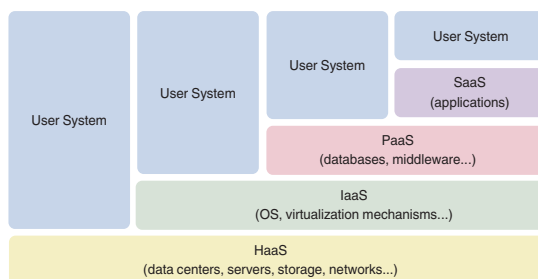 User System
User System
User System
User System
SaaS
(applications)
PaaS
(databases, middleware...)
IaaS
(OS, virtualization mechanisms...)
HaaS
(data centers, servers, storage, networks...)